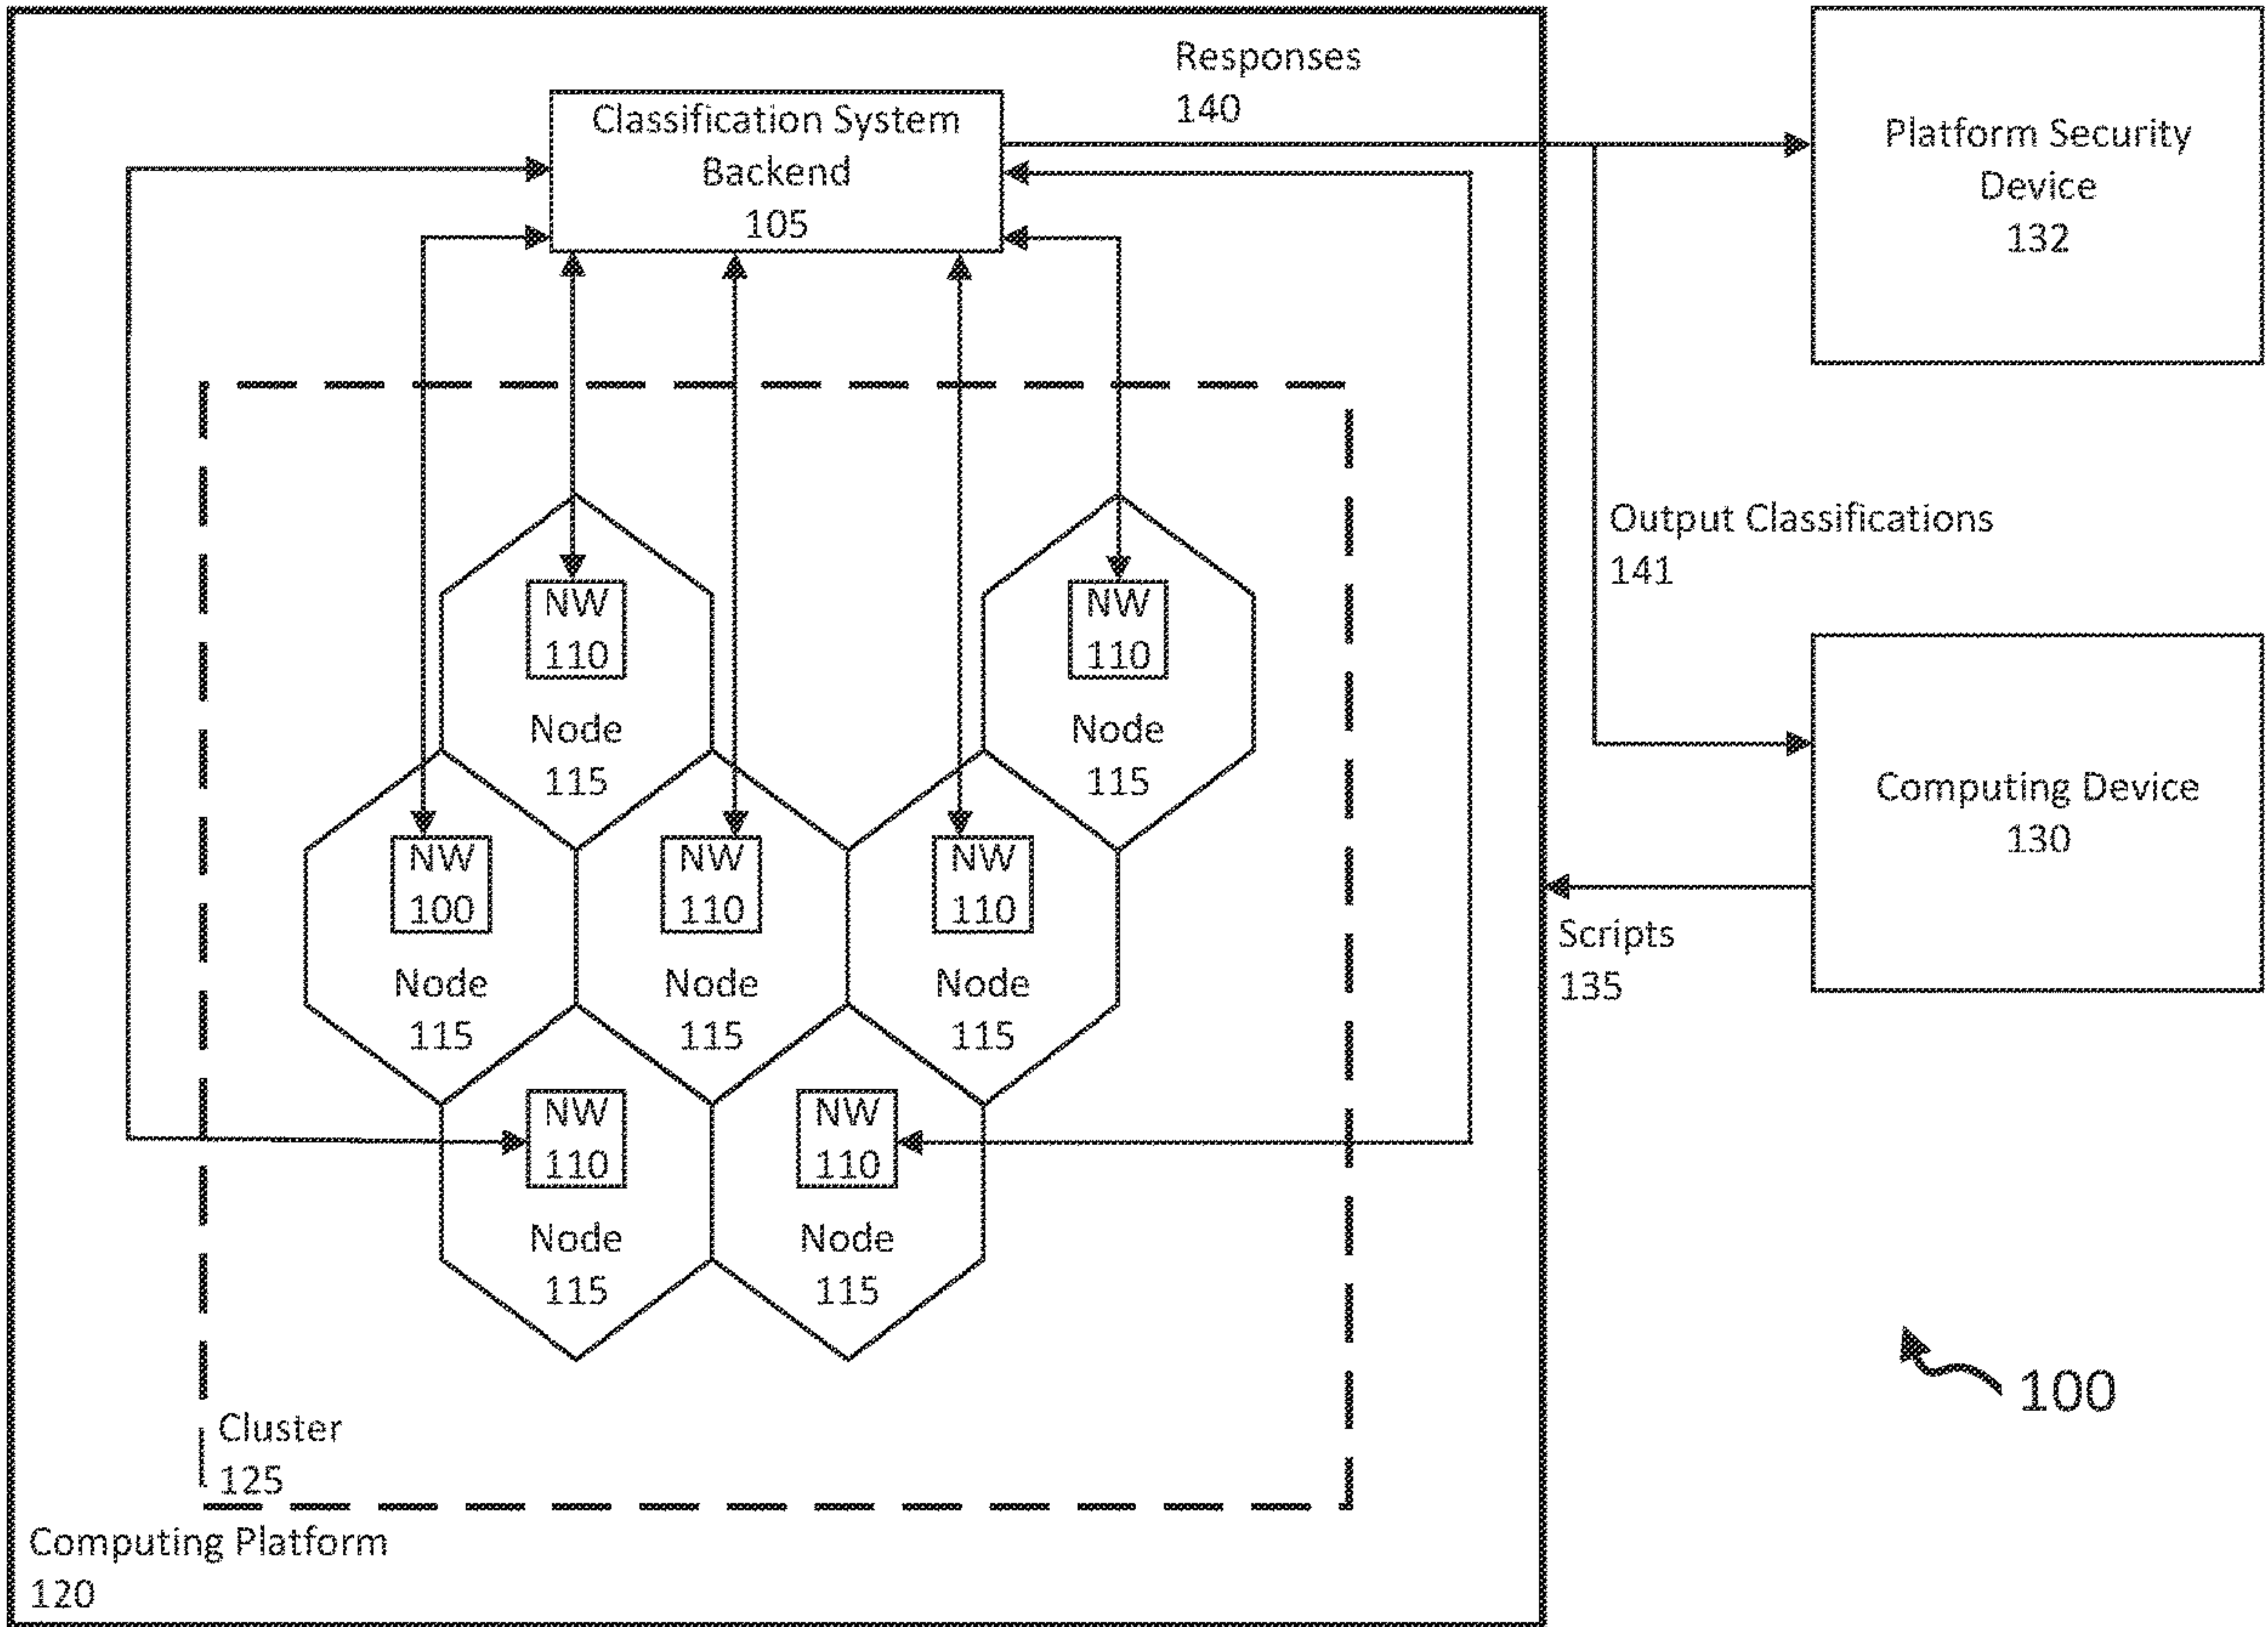 Responses
140
Classification System
Backend
105
Platform Security
Device
132
Output Classifications
141
NW
110
Node
115
NW
110
Node
115
Computing Device
130
NW
100
Node
115
NW
110
Node
115
NW
110
Node
115
Scripts
135
NW
110
Node
115
NW
110
Node
115
100
Cluster
125
Computing Platform
120